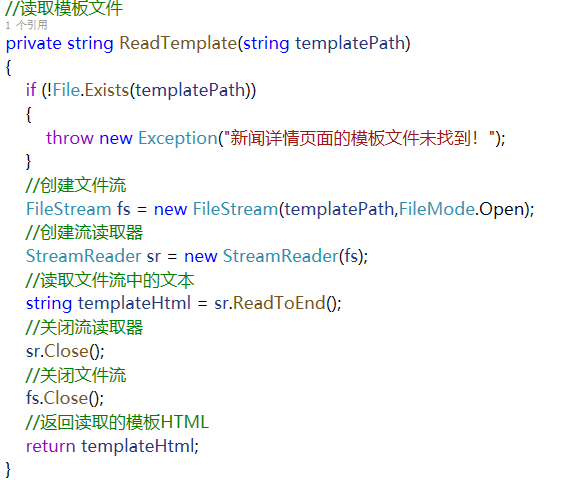 //读取模板文件
1 个引用
private string ReadTemplate(string templatePath)
{
if (!File.Exists(templatePath))
{
throw new Exception("新闻详情页面的模板文件未找到！");
}
//创建文件流
FileStream fs = new FileStream(templatePath,FileMode.Open);
//创建流读取器
StreamReader sr = new StreamReader(fs);
//读取文件流中的文本
string templateHtml = sr.ReadToEnd();
//关闭流读取器
sr.Close();
//关闭文件流
fs.Close();
//返回读取的模板HTML
return templateHtml;
}